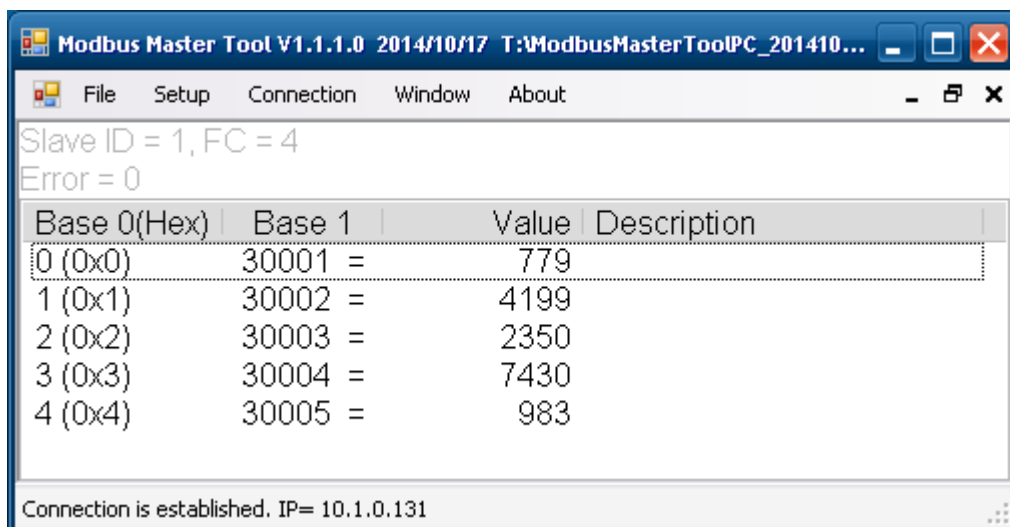 Modbus Master Tool V1.1.1.0 2014/10/17 T:\ModbusMasterToolPC_201410...
File Setup Connection Window About
Slave ID = 1, FC = 4
Error = 0
Base 0(Hex) Base 1 Value Description
0 (0x0) 30001 = 779
1 (0x1) 30002 = 4199
2 (0x2) 30003 = 2350
3 (0x3) 30004 = 7430
4 (0x4) 30005 = 983
Connection is established. IP= 10.1.0.131